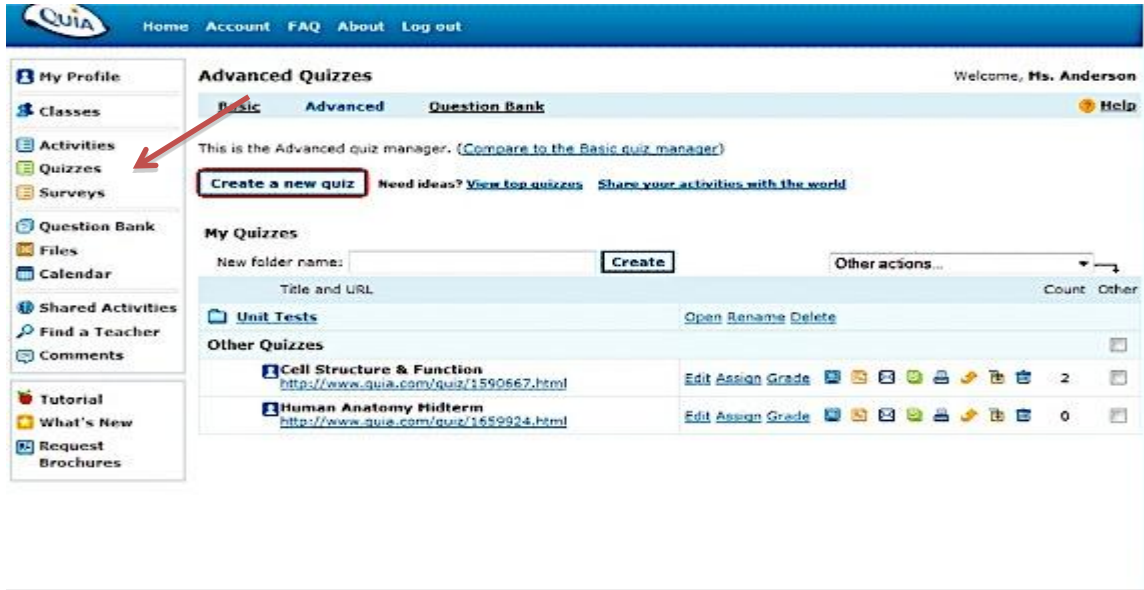 QUIA
Home Account FAQ About Log out
My Profile
Classes
Activities
Quizzes
Surveys
Question Bank
Files
Calendar
Shared Activities
Find a Teacher
Comments
Tutorial
What's New
Request
Brochures
Advanced Quizzes
Welcome, Ms. Anderson
Basic Advanced Question Bank
Help
This is the Advanced quiz manager. (Compare to the Basic quiz manager)
Create a new quiz Need ideas? View top quizzes Share your activities with the world
My Quizzes
New folder name: Create Other actions...
Title and URL Count Other
Unit Tests Open Rename Delete
Other Quizzes
Cell Structure & Function
http://www.quia.com/quiz/1590667.html Edit Assign Grade 2
Human Anatomy Midterm
http://www.quia.com/quiz/1659924.html Edit Assign Grade 0